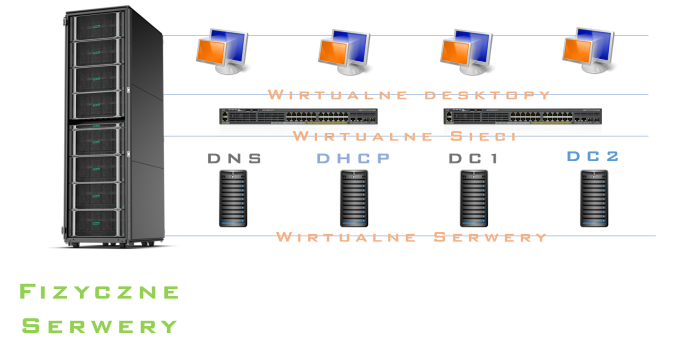 Wirtualne desktopy
Wirtualne Sieci
DNS DHCP DC1 DC2
Wirtualne Serwery
Fizyczne
Serwery